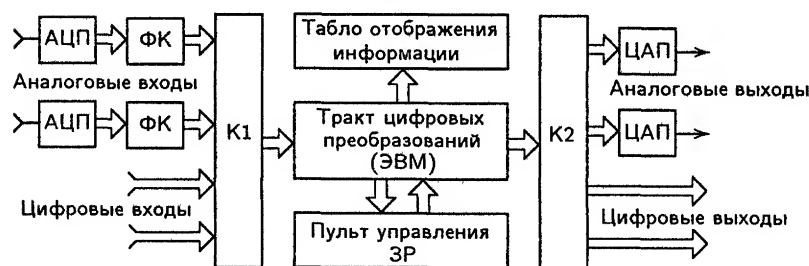 АЦП
ФК
Аналоговые входы
АЦП
ФК
Цифровые входы
К1
Табло отображения
информации
Тракт цифровых
преобразований
(ЭВМ)
Пульт управления
ЗР
К2
ЦАП
Аналоговые выходы
ЦАП
Цифровые выходы